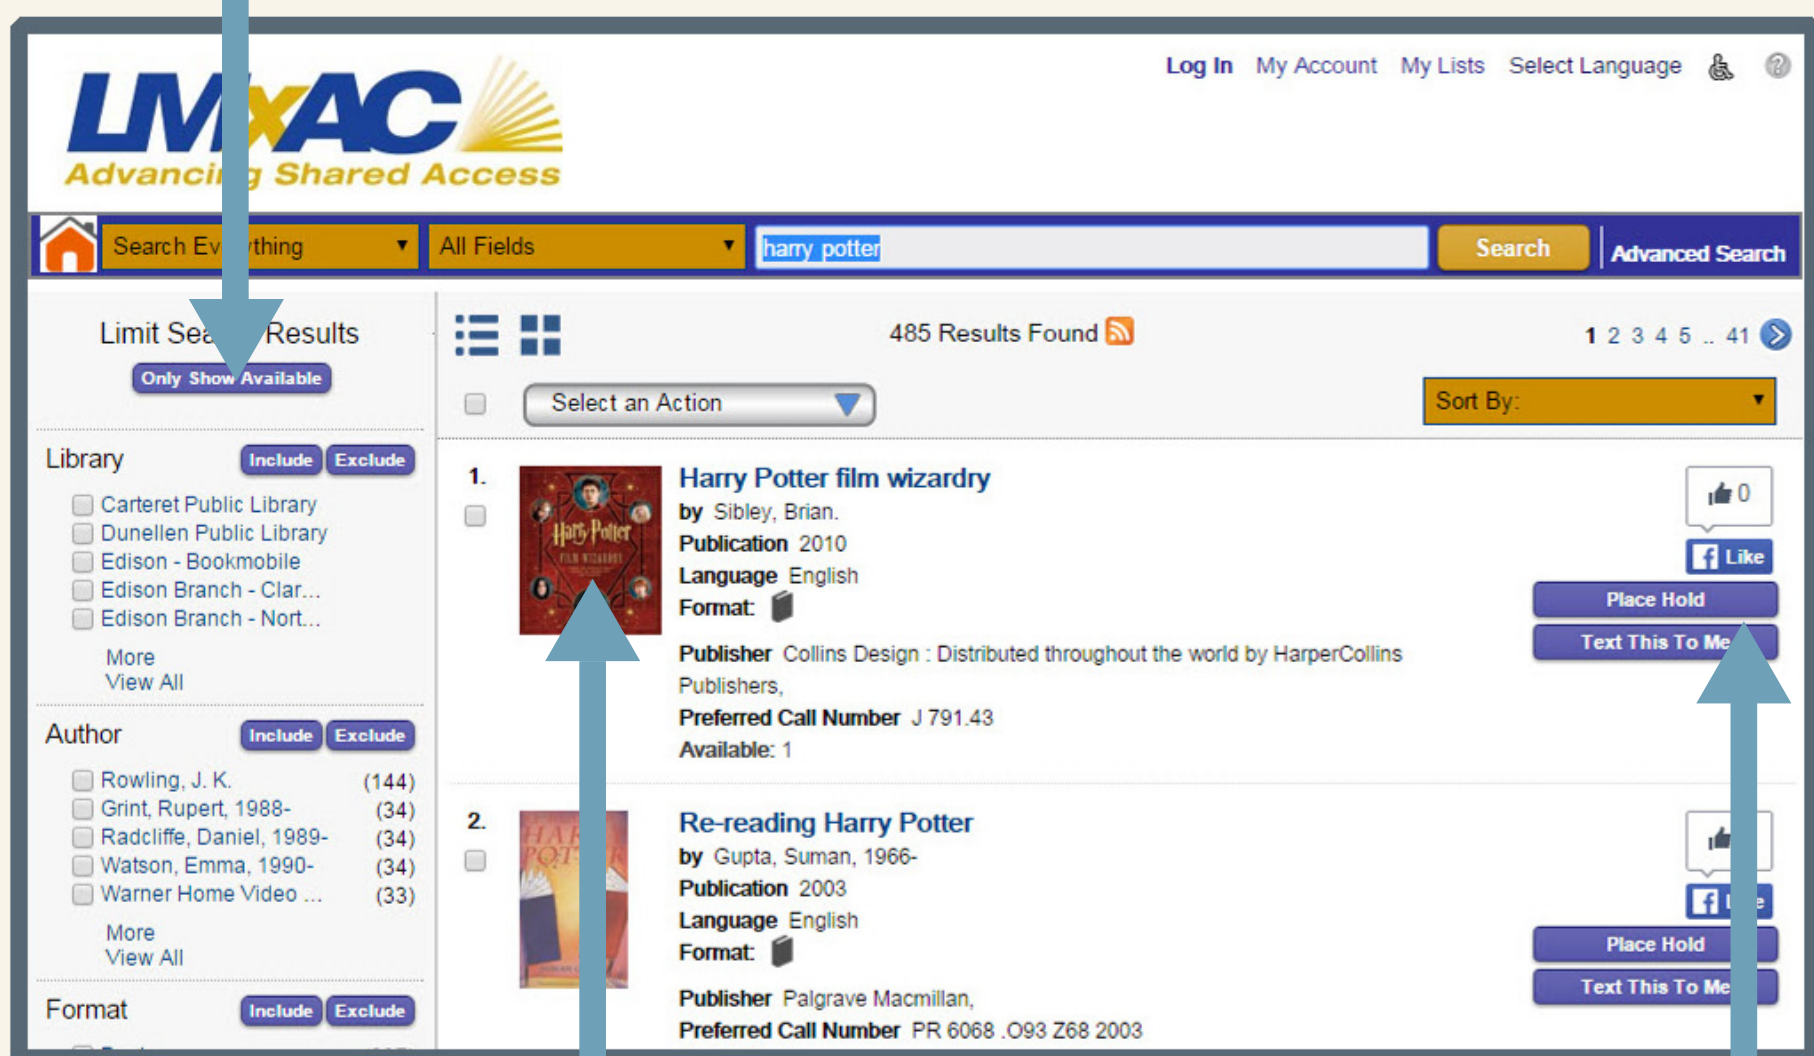 Log In My Account My Lists Select Language
LMxAC
Advancing Shared Access
Search Everything All Fields harry potter Search Advanced Search
Limit Search Results
Only Show Available
Library Include Exclude
Carteret Public Library
Dunellen Public Library
Edison - Bookmobile
Edison Branch - Clar...
Edison Branch - Nort...
More
View All
Author Include Exclude
Rowling, J. K. (144)
Grint, Rupert, 1988- (34)
Radcliffe, Daniel, 1989- (34)
Watson, Emma, 1990- (34)
Warner Home Video ... (33)
More
View All
Format Include Exclude
485 Results Found
1 2 3 4 5 .. 41
Select an Action
Sort By:
1.
Harry Potter
FILM WIZARDRY
Harry Potter film wizardry
by Sibley, Brian.
Publication 2010
Language English
Format:
Publisher Collins Design : Distributed throughout the world by HarperCollins
Publishers,
Preferred Call Number J 791.43
Available: 1
0
Like
Place Hold
Text This To Me
2.
Re-reading Harry Potter
by Gupta, Suman, 1966-
Publication 2003
Language English
Format:
Publisher Palgrave Macmillan,
Preferred Call Number PR 6068 .O93 Z68 2003
Place Hold
Text This To Me